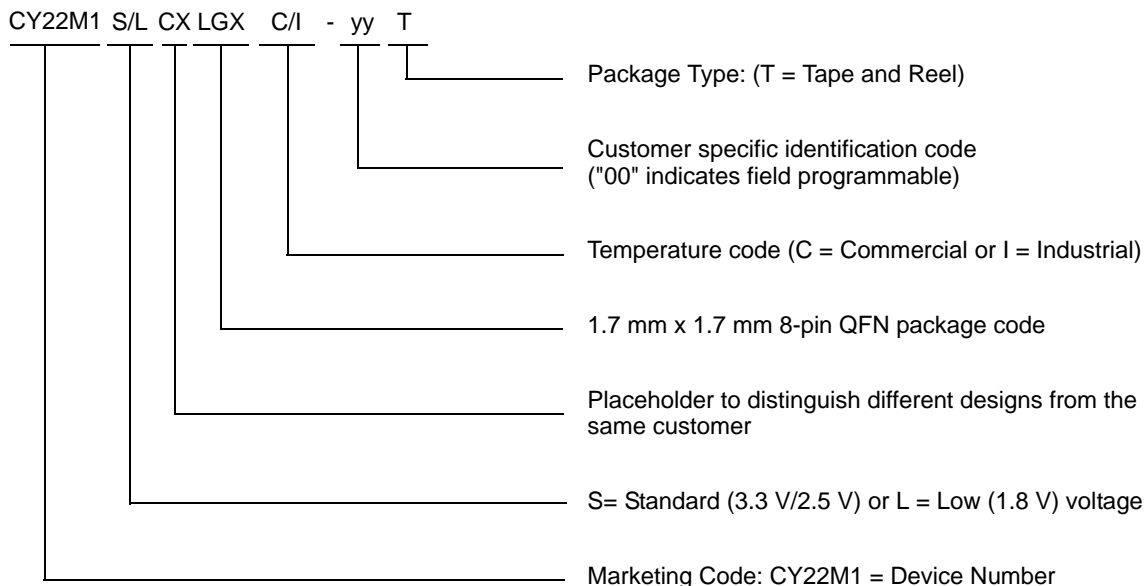 CY22M1 S/L CX LGX C/I - yy T
Package Type: (T = Tape and Reel)
Customer specific identification code
("00" indicates field programmable)
Temperature code (C = Commercial or I = Industrial)
1.7 mm x 1.7 mm 8-pin QFN package code
Placeholder to distinguish different designs from the
same customer
S= Standard (3.3 V/2.5 V) or L = Low (1.8 V) voltage
Marketing Code: CY22M1 = Device Number